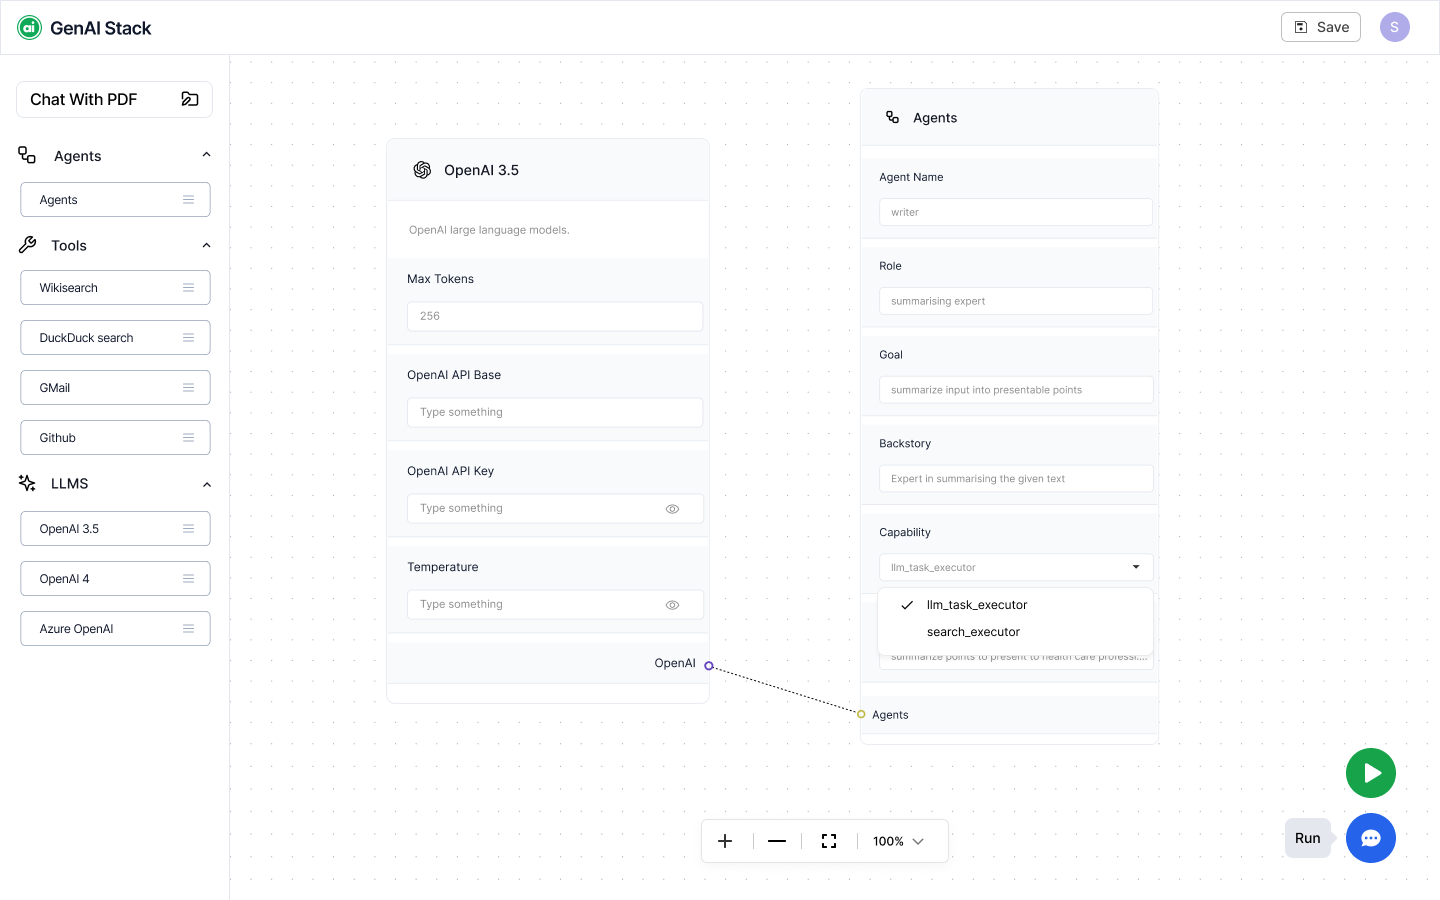 ai GenAI Stack
Save
S
Chat With PDF
Agents
Agents
Tools
Wikisearch
DuckDuck search
GMail
Github
LLMS
OpenAI 3.5
OpenAI 4
Azure OpenAI
OpenAI 3.5
OpenAI large language models.
Max Tokens
256
OpenAI API Base
Type something
OpenAI API Key
Type something
Temperature
Type something
OpenAI
Agents
Agent Name
writer
Role
summarising expert
Goal
summarize input into presentable points
Backstory
Expert in summarising the given text
Capability
llm_task_executor
llm_task_executor
search_executor
summarize points to present to health care professi....
Agents
100%
Run